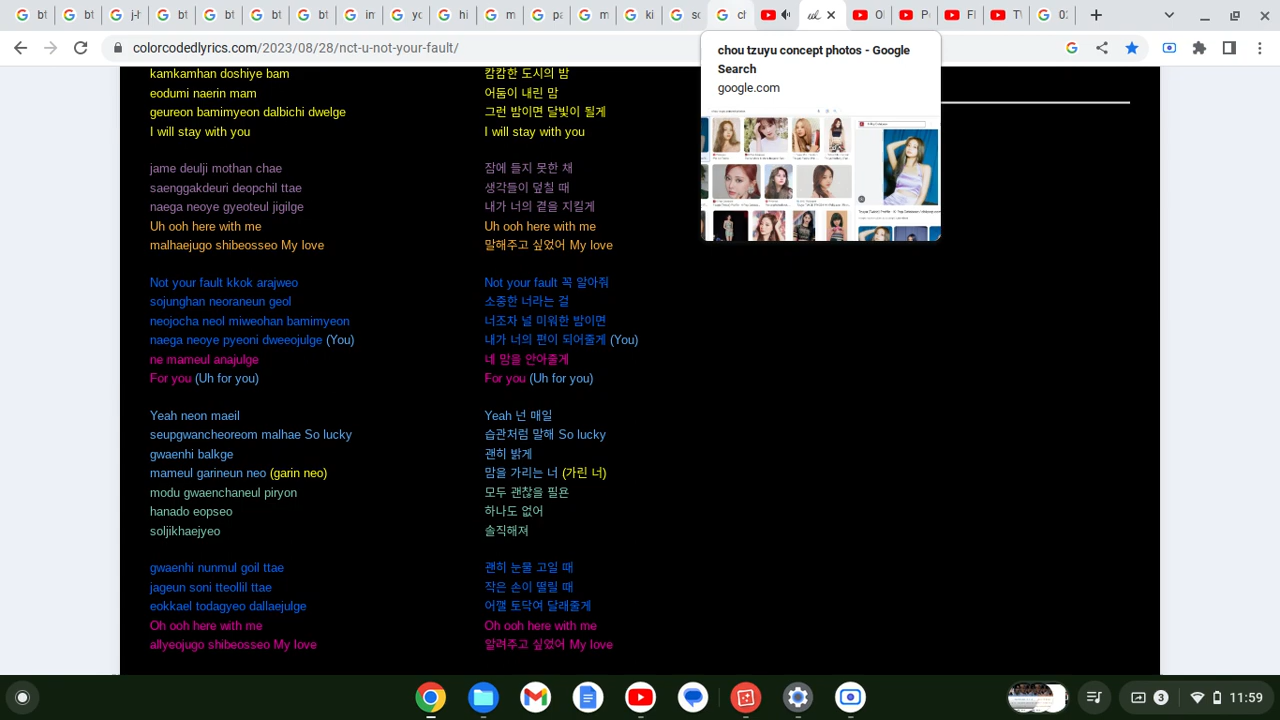 colorcodedlyrics.com/2023/08/28/nct-u-not-your-fault/
chou tzuyu concept photos - Google
Search
google.com
kamkamhan doshiye bam
eodumi naerin mam
geureon bamimyeon dalbichi dwelge
I will stay with you
jame deulji mothan chae
saenggakdeuri deopchil ttae
naega neoye gyeoteul jigilge
Uh ooh here with me
malhaejugo shibeosseo My love
Not your fault kkok arajweo
sojunghan neoraneun geol
neojocha neol miweohan bamimyeon
naega neoye pyeoni dweeojulge (You)
ne mameul anajulge
For you (Uh for you)
Yeah neon maeil
seupgwancheoreom malhae So lucky
gwaenhi balkge
mameul garineun neo (garin neo)
modu gwaenchaneul piryon
hanado eopseo
soljikhaejyeo
gwaenhi nunmul goil ttae
jageun soni tteollil ttae
eokkael todagyeo dallaejulge
Oh ooh here with me
allyeojugo shibeosseo My love
캄캄한 도시의 밤
어둠이 내린 맘
그런 밤이면 달빛이 될게
I will stay with you
잠에 들지 못한 채
생각들이 덮칠 때
내가 너의 곁을 지킬게
Uh ooh here with me
말해주고 싶었어 My love
Not your fault 꼭 알아줘
소중한 너라는 걸
너조차 널 미워한 밤이면
내가 너의 편이 되어줄게 (You)
네 맘을 안아줄게
For you (Uh for you)
Yeah 넌 매일
습관처럼 말해 So lucky
괜히 밝게
맘을 가리는 너 (가린 너)
모두 괜찮을 필욘
하나도 없어
솔직해져
괜히 눈물 고일 때
작은 손이 떨릴 때
어깰 토닥여 달래줄게
Oh ooh here with me
알려주고 싶었어 My love
3
11:59